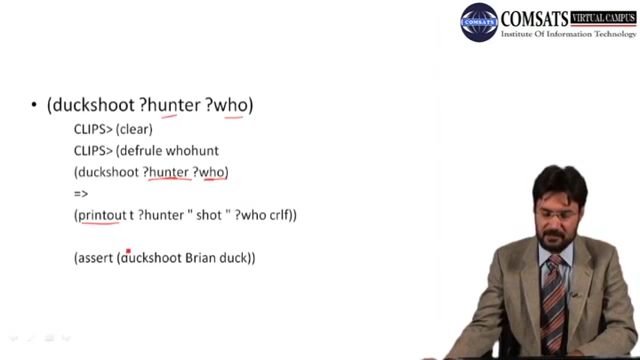 COMSATS VIRTUAL CAMPUS
Institute Of Information Technology
• (duckshoot ?hunter ?who)
CLIPS> (clear)
CLIPS> (defrule whohunt
(duckshoot ?hunter ?who)
=>
(printout t ?hunter " shot " ?who crlf))
(assert (duckshoot Brian duck))